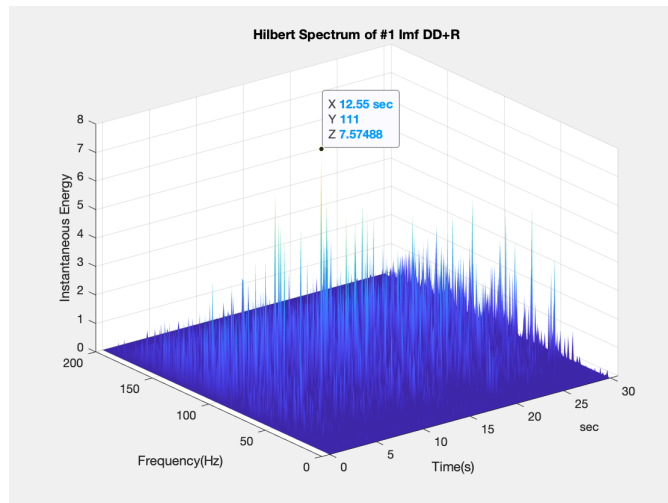 Hilbert Spectrum of #1 Imf DD+R
X 12.55 sec
Y 111
Z 7.57488
8
7
6
5
4
3
2
1
0
Instantaneous Energy
200
150
100
50
0
Frequency(Hz)
0
5
10
15
20
25
30
sec
Time(s)